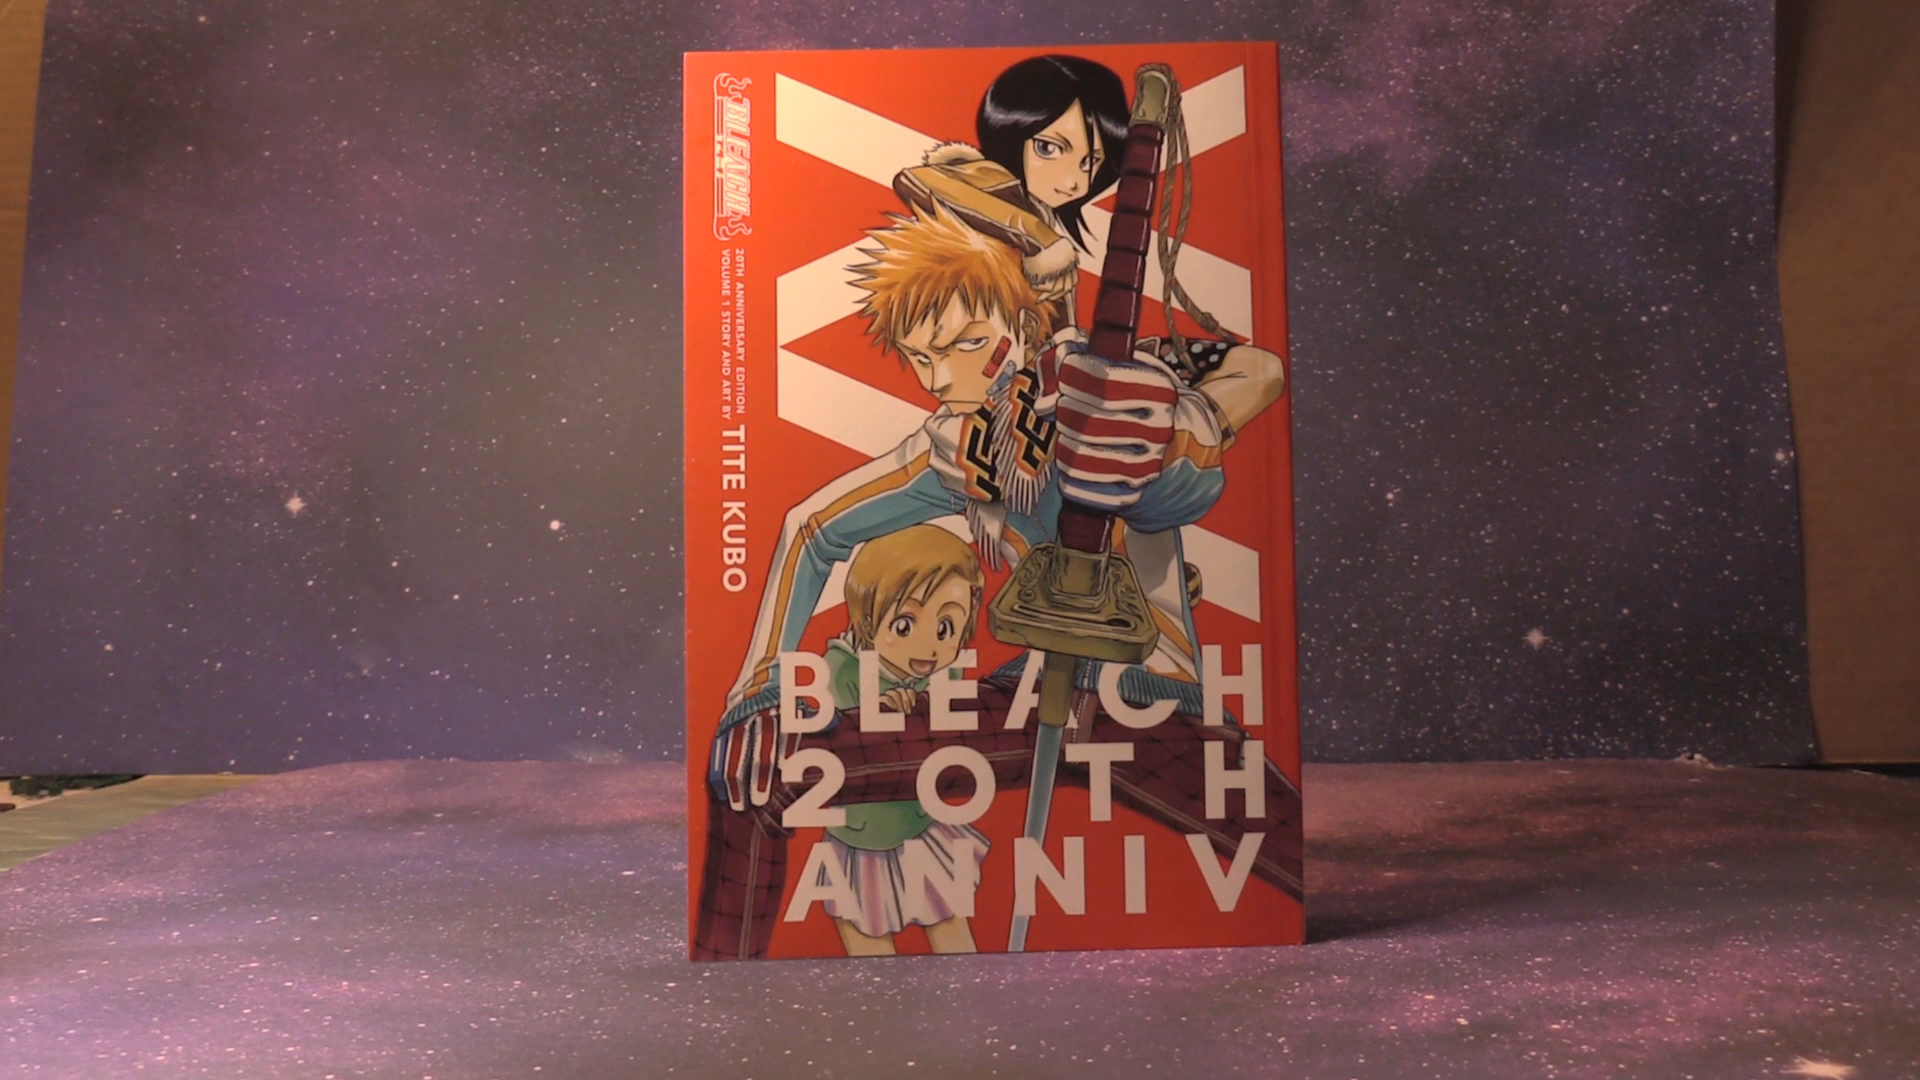 BLEACH
20TH ANNIVERSARY EDITION
VOLUME 1 STORY AND ART BY
TITE KUBO
BLEACH
20TH
ANNIV